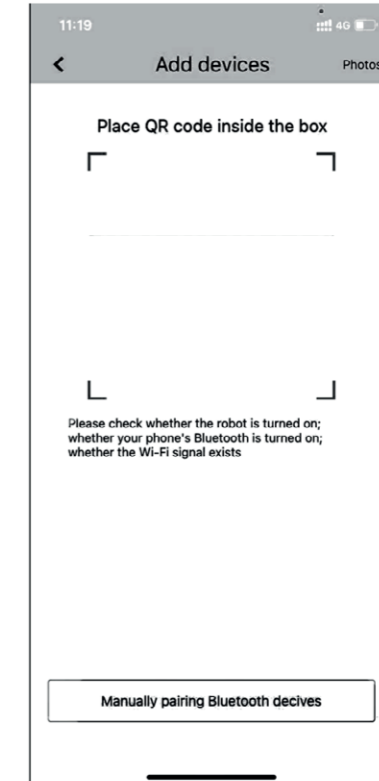 11:19
4G
Add devices
Photos
Place QR code inside the box
Please check whether the robot is turned on;
whether your phone's Bluetooth is turned on;
whether the Wi-Fi signal exists
Manually pairing Bluetooth decives